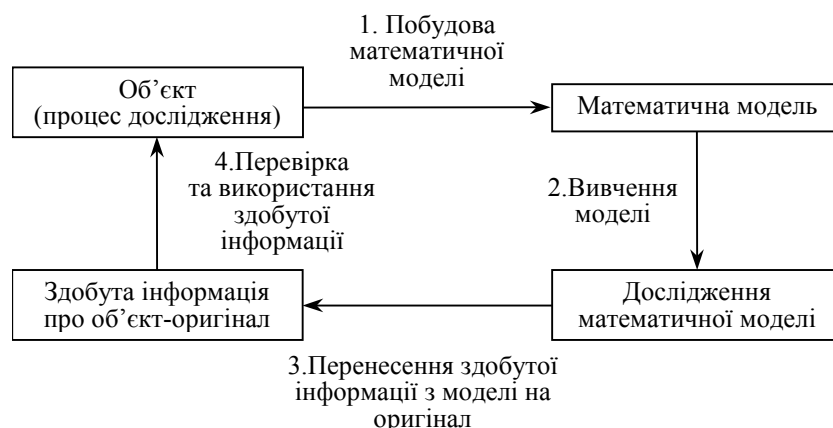 1. Побудова
математичної
моделі
Об’єкт
(процес дослідження)
Математична модель
4.Перевірка
та використання
здобутої
інформації
2.Вивчення
моделі
Здобута інформація
про об’єкт-оригінал
Дослідження
математичної моделі
3.Перенесення здобутої
інформації з моделі на
оригінал